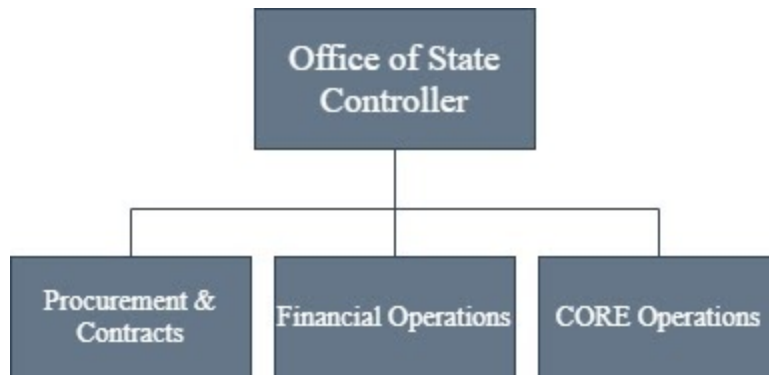 Office of State
Controller
Procurement &
Contracts
Financial Operations
CORE Operations